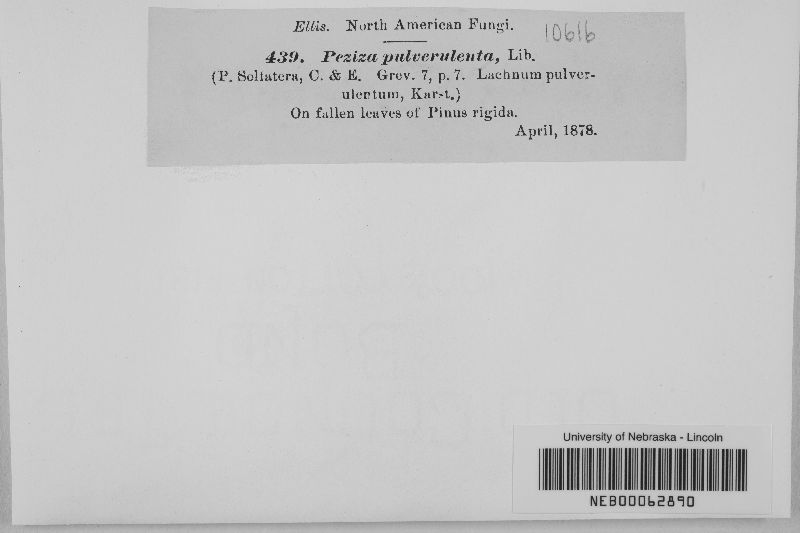 Ellis. North American Fungi.
10616
439. Peziza pulverulenta, Lib.
(P. Solfatera, C. & E. Grev. 7, p. 7. Lachnum pulver-
ulentum, Karst.)
On fallen leaves of Pinus rigida.
April, 1878.
University of Nebraska - Lincoln
NEB00062890